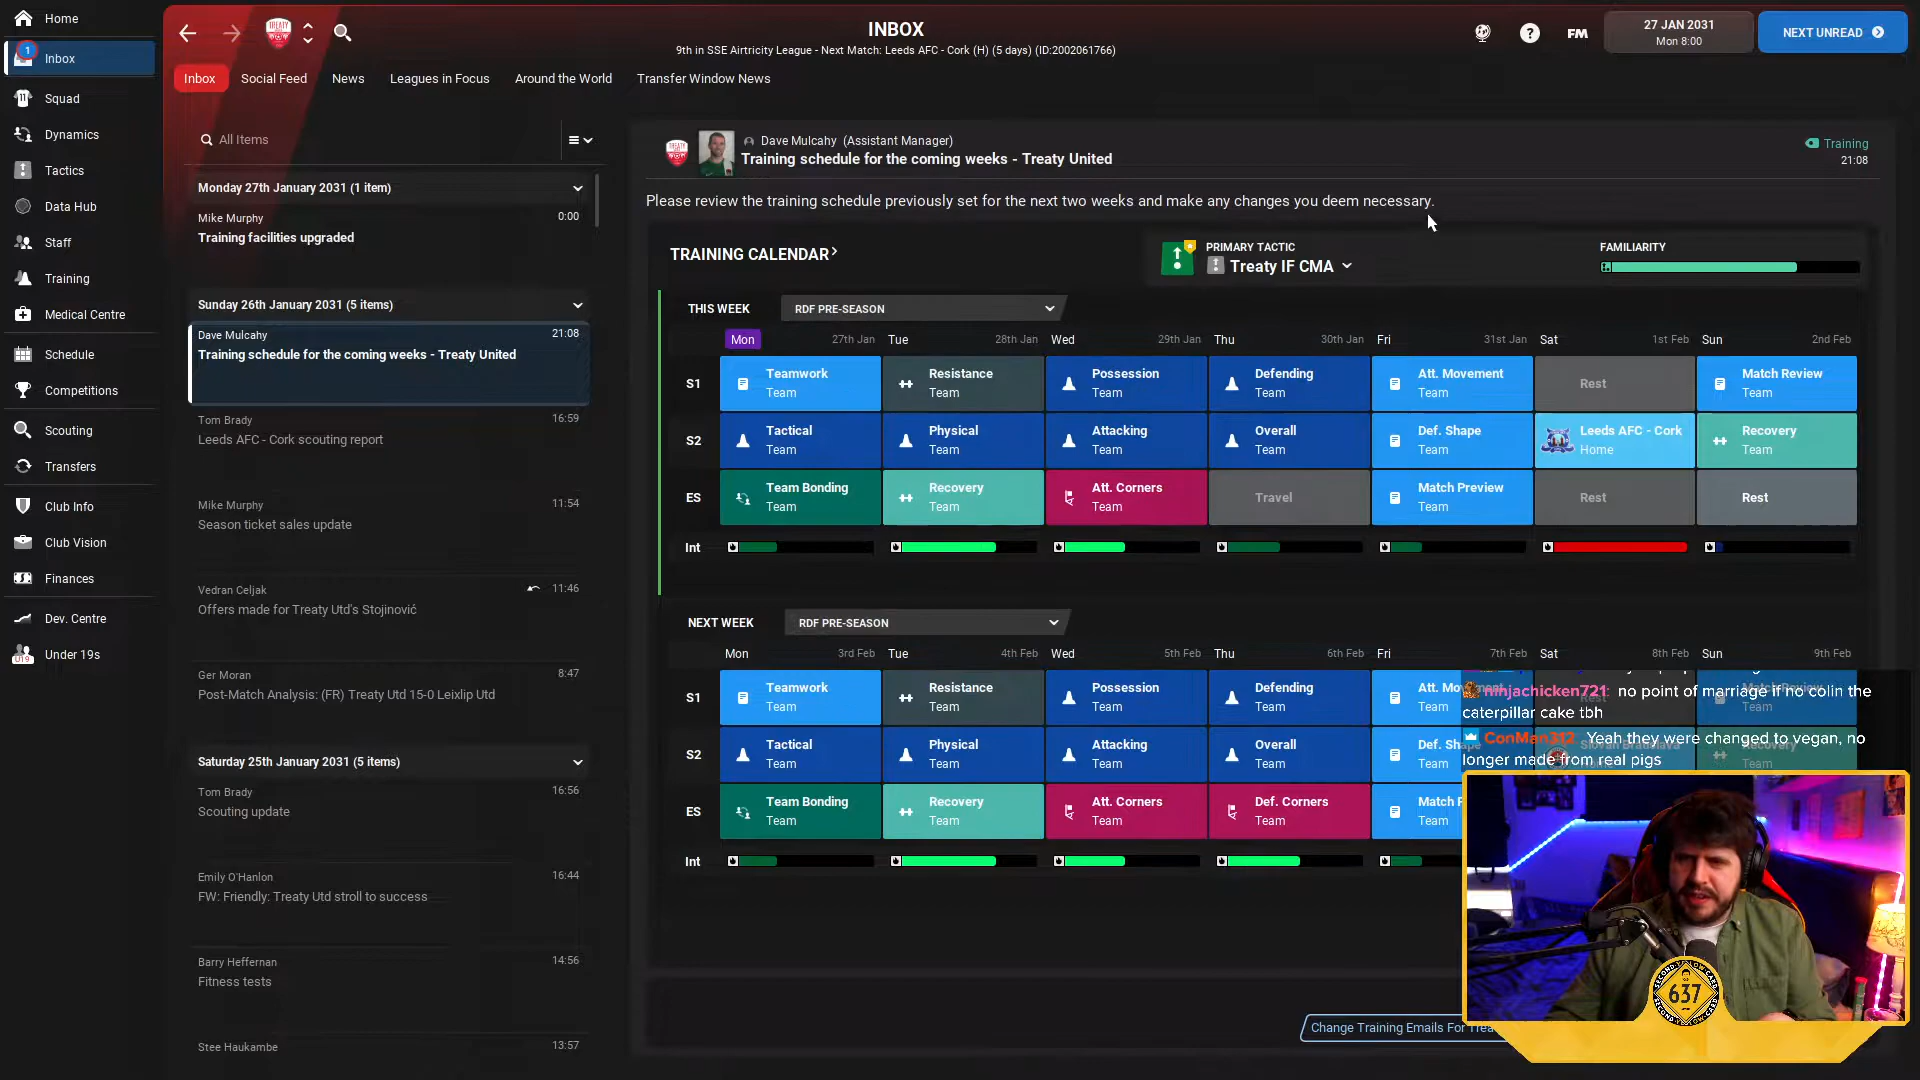 Home
1
Inbox
Squad
Dynamics
Tactics
Data Hub
Staff
Training
Medical Centre
Schedule
Competitions
Scouting
Transfers
Club Info
Club Vision
Finances
Dev. Centre
U19
Under 19s
INBOX
9th in SSE Airtricity League - Next Match: Leeds AFC - Cork (H) (5 days) (ID:2002061766)
FM
27 JAN 2031
Mon 8:00
NEXT UNREAD
Inbox
Social Feed
News
Leagues in Focus
Around the World
Transfer Window News
All Items
Monday 27th January 2031 (1 item)
Mike Murphy 0:00
Training facilities upgraded
Sunday 26th January 2031 (5 items)
Dave Mulcahy 21:08
Training schedule for the coming weeks - Treaty United
Tom Brady 16:59
Leeds AFC - Cork scouting report
Mike Murphy 11:54
Season ticket sales update
Vedran Celjak 11:46
Offers made for Treaty Utd's Stojinović
Ger Moran 8:47
Post-Match Analysis: (FR) Treaty Utd 15-0 Leixlip Utd
Saturday 25th January 2031 (5 items)
Tom Brady 16:56
Scouting update
Emily O'Hanlon 16:44
FW: Friendly: Treaty Utd stroll to success
Barry Heffernan 14:56
Fitness tests
Stee Haukambe 13:57
Dave Mulcahy (Assistant Manager)
Training schedule for the coming weeks - Treaty United
Training
21:08
Please review the training schedule previously set for the next two weeks and make any changes you deem necessary.
TRAINING CALENDAR
PRIMARY TACTIC
Treaty IF CMA
FAMILIARITY
THIS WEEK RDF PRE-SEASON
Mon 27th Jan Tue 28th Jan Wed 29th Jan Thu 30th Jan Fri 31st Jan Sat 1st Feb Sun 2nd Feb
S1 Teamwork Resistance Possession Defending Att. Movement Rest Match Review
Team Team Team Team Team Team
S2 Tactical Physical Attacking Overall Def. Shape Leeds AFC - Cork Recovery
Team Team Team Team Team Home Team
ES Team Bonding Recovery Att. Corners Travel Match Preview Rest Rest
Team Team Team Team
Int
NEXT WEEK RDF PRE-SEASON
Mon 3rd Feb Tue 4th Feb Wed 5th Feb Thu 6th Feb Fri 7th Feb Sat 8th Feb Sun 9th Feb
S1 Teamwork Resistance Possession Defending Att.
Team Team Team Team Team Team
S2 Tactical Physical Attacking Overall Def. Slovan Bratislava Recovery
Team Team Team Team Team Team
ES Team Bonding Recovery Att. Corners Def. Corners Match
Team Team Team Team Team
Int
ninjachicken721: no point of marriage if no colin the
caterpillar cake tbh
ConMan312 Yeah they were changed to vegan, no
longer made from real pigs
Change Training Emails For
SECOND YELLOW CARD
637